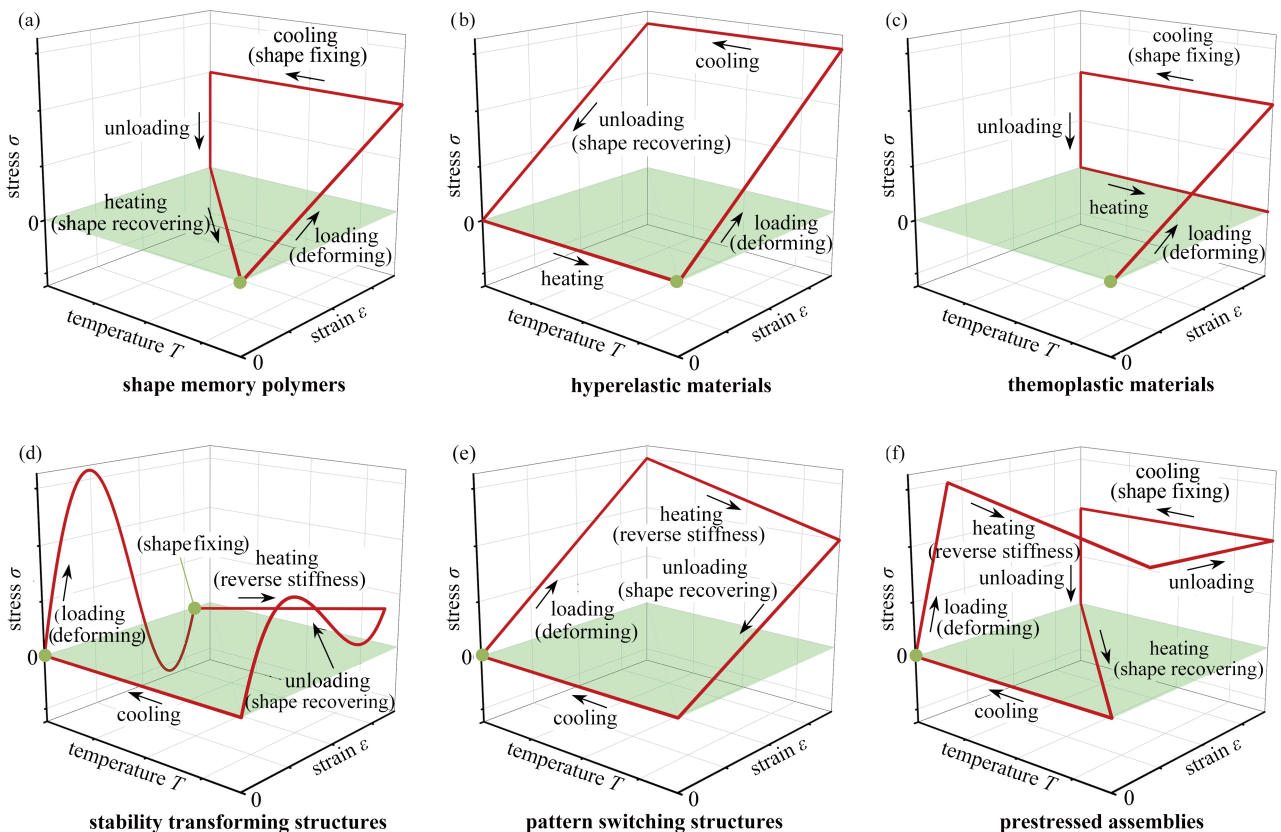 (a)
cooling
(shape fixing)
unloading
heating
(shape recovering)
loading
(deforming)
stress σ
0
temperature T
strain ε
0
shape memory polymers
(b)
cooling
unloading
(shape recovering)
loading
(deforming)
heating
stress σ
0
temperature T
strain ε
0
hyperelastic materials
(c)
cooling
(shape fixing)
unloading
heating
loading
(deforming)
stress σ
0
temperature T
strain ε
0
themoplastic materials
(d)
(shape fixing)
heating
(reverse stiffness)
loading
(deforming)
unloading
(shape recovering)
cooling
stress σ
0
temperature T
strain ε
0
stability transforming structures
(e)
heating
(reverse stiffness)
unloading
(shape recovering)
loading
(deforming)
cooling
stress σ
0
temperature T
strain ε
0
pattern switching structures
(f)
cooling
(shape fixing)
heating
(reverse stiffness)
unloading
unloading
loading
(deforming)
heating
(shape recovering)
cooling
stress σ
0
temperature T
strain ε
0
prestressed assemblies